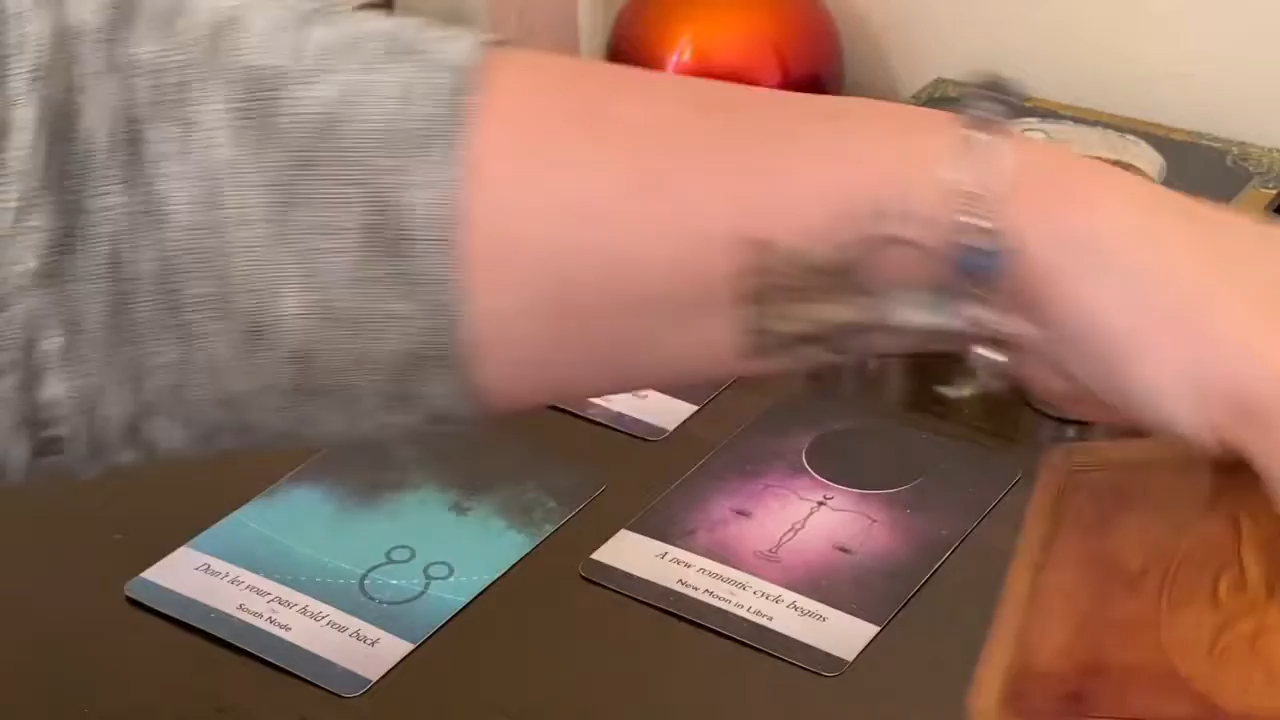 Don't let your past hold you back
South Node
A new romantic cycle begins
New Moon in Libra